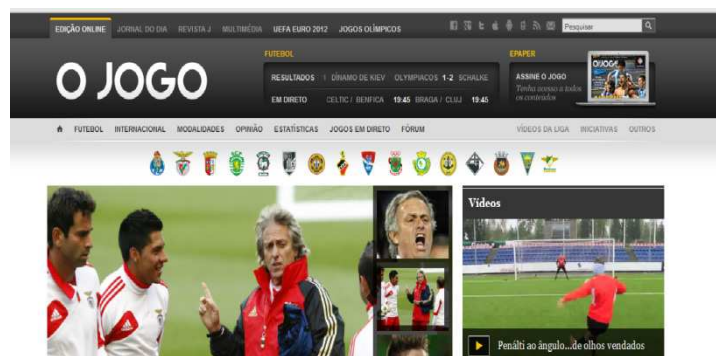 EDIÇÃO ONLINE JORNAL DO DIA REVISTA J MULTIMÉDIA UEFA EURO 2012 JOGOS OLÍMPICOS Pesquisar
FUTEBOL
O JOGO
RESULTADOS DÍNAMO DE KIEV OLYMPIACOS 1-2 SCHALKE
EM DIRETO CELTIC / BENFICA 19:45 BRAGA / CLUJ 19:45
EPAPER
ASSINE O JOGO
Tenha acesso a todos
os conteúdos
FUTEBOL INTERNACIONAL MODALIDADES OPINIÃO ESTATÍSTICAS JOGOS EM DIRETO FÓRUM VÍDEOS DA LIGA INICIATIVAS OUTROS
Vídeos
Penálti ao ângulo...de olhos vendados